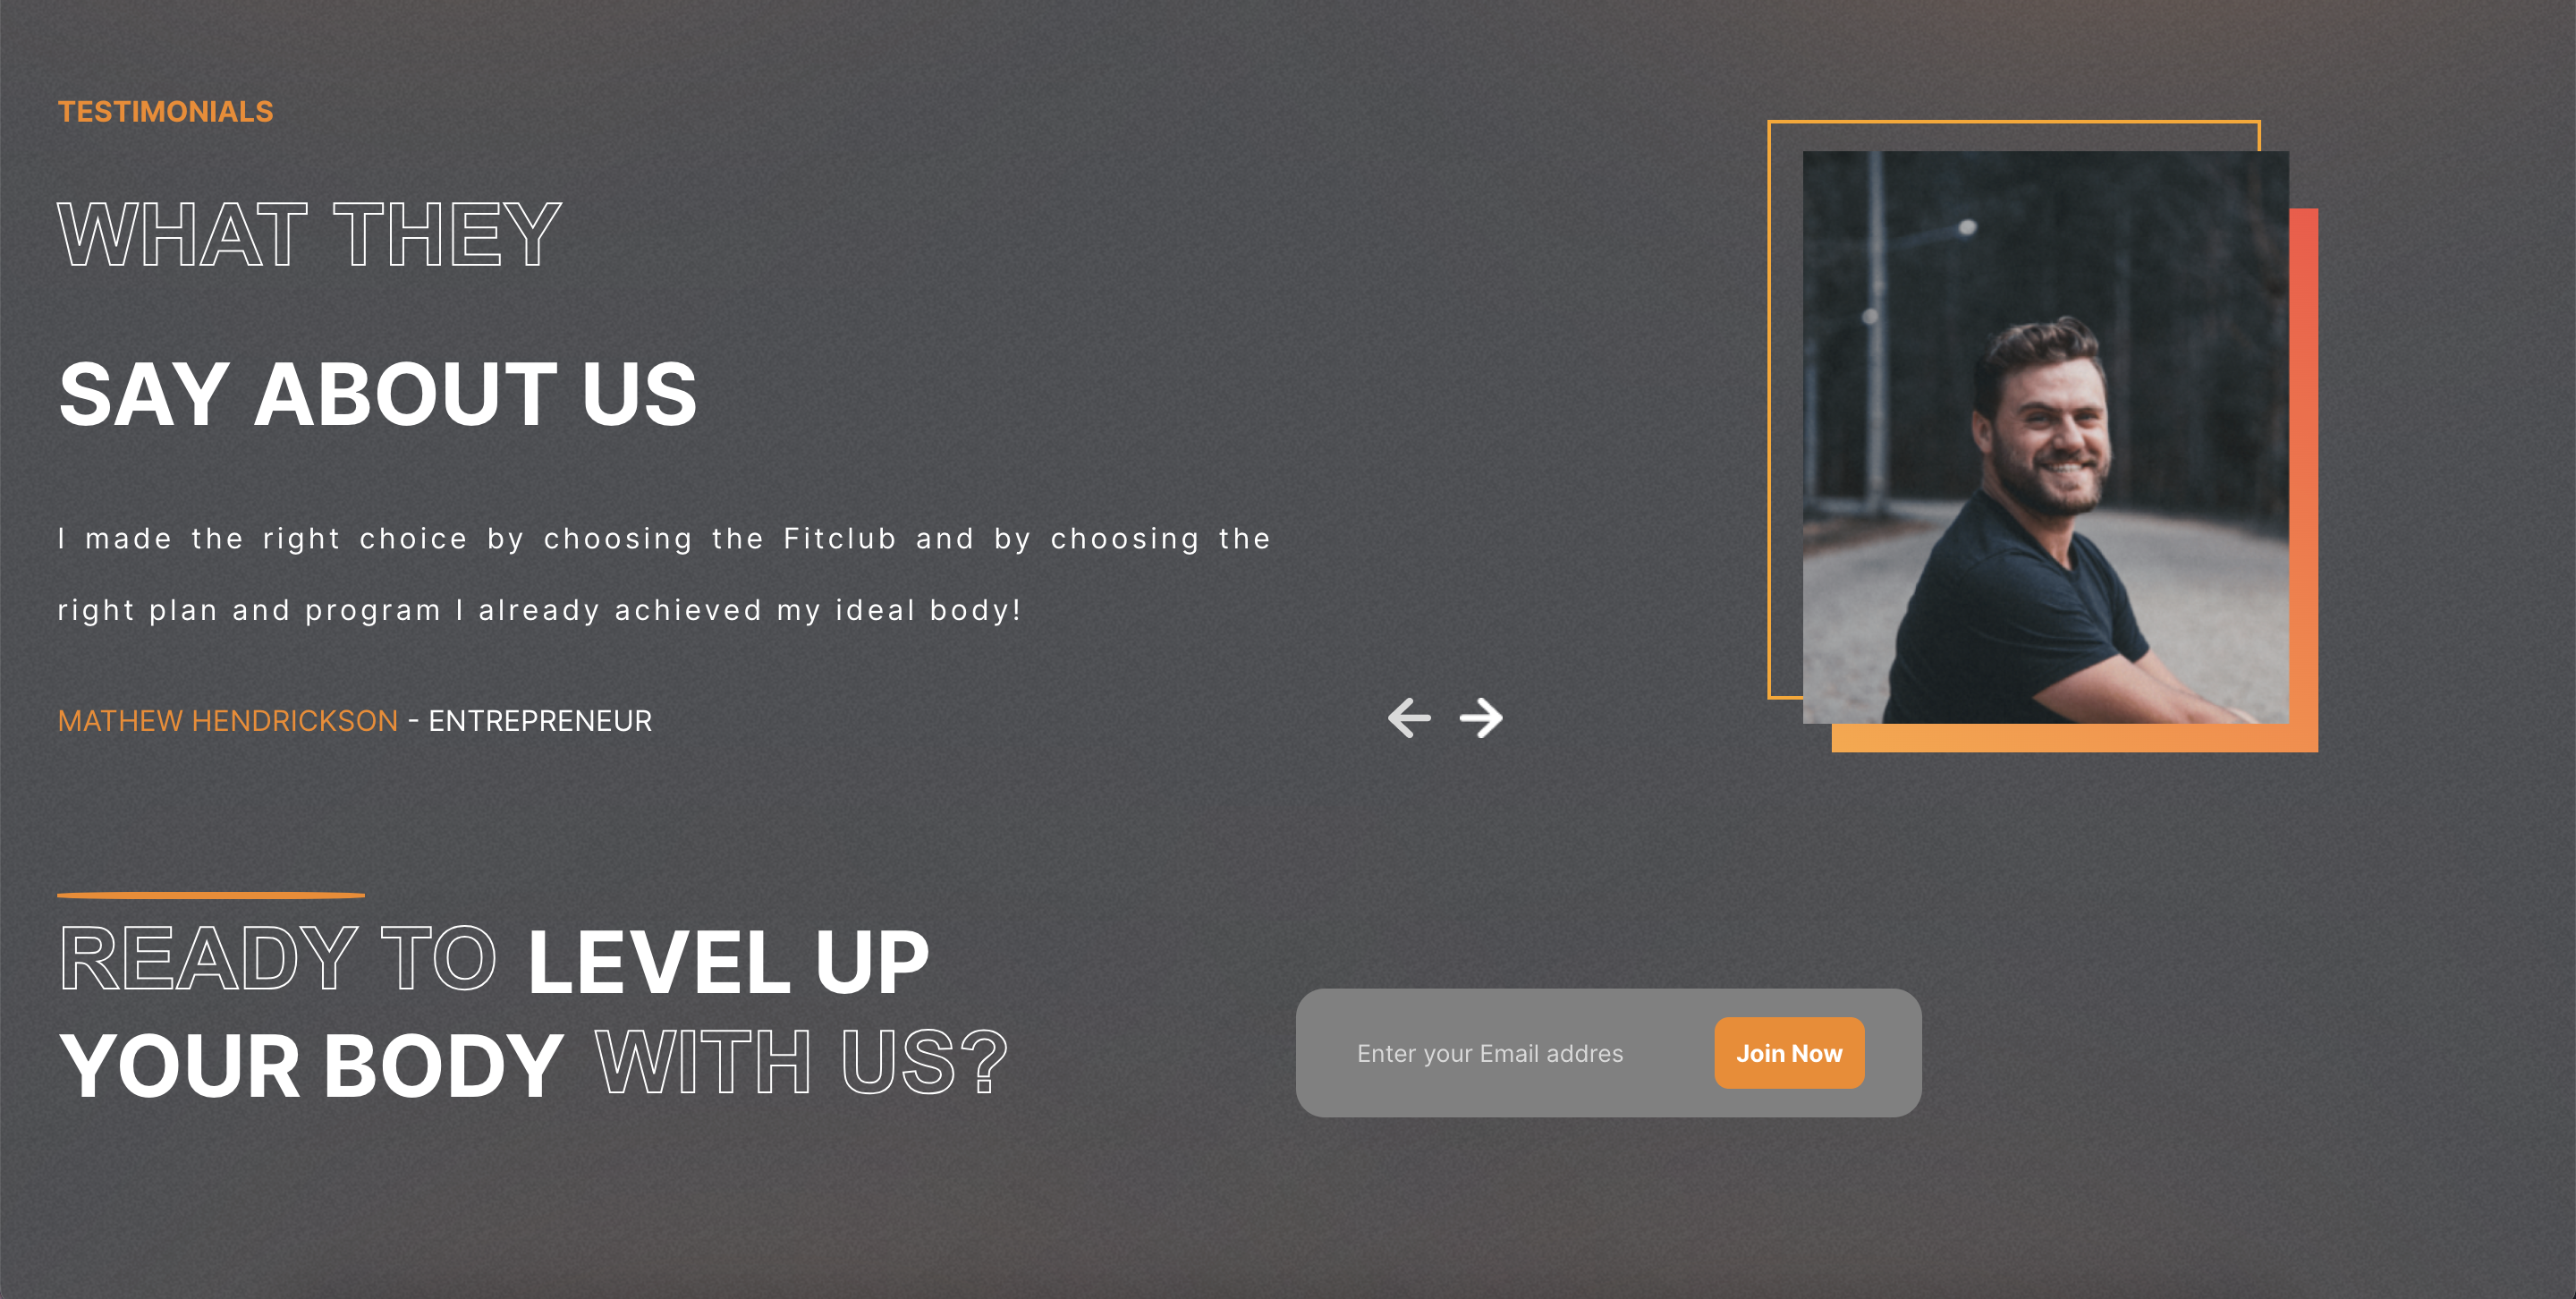 TESTIMONIALS
WHAT THEY
SAY ABOUT US
I made the right choice by choosing the Fitclub and by choosing the
right plan and program I already achieved my ideal body!
MATHEW HENDRICKSON - ENTREPRENEUR
READY TO LEVEL UP
YOUR BODY WITH US?
Enter your Email addres
Join Now